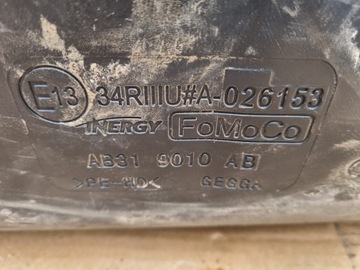 E13 34RIIIU#A-026153
INERGY FoMoCo
AB31 9010 AB
>PE-HD< GEGGA